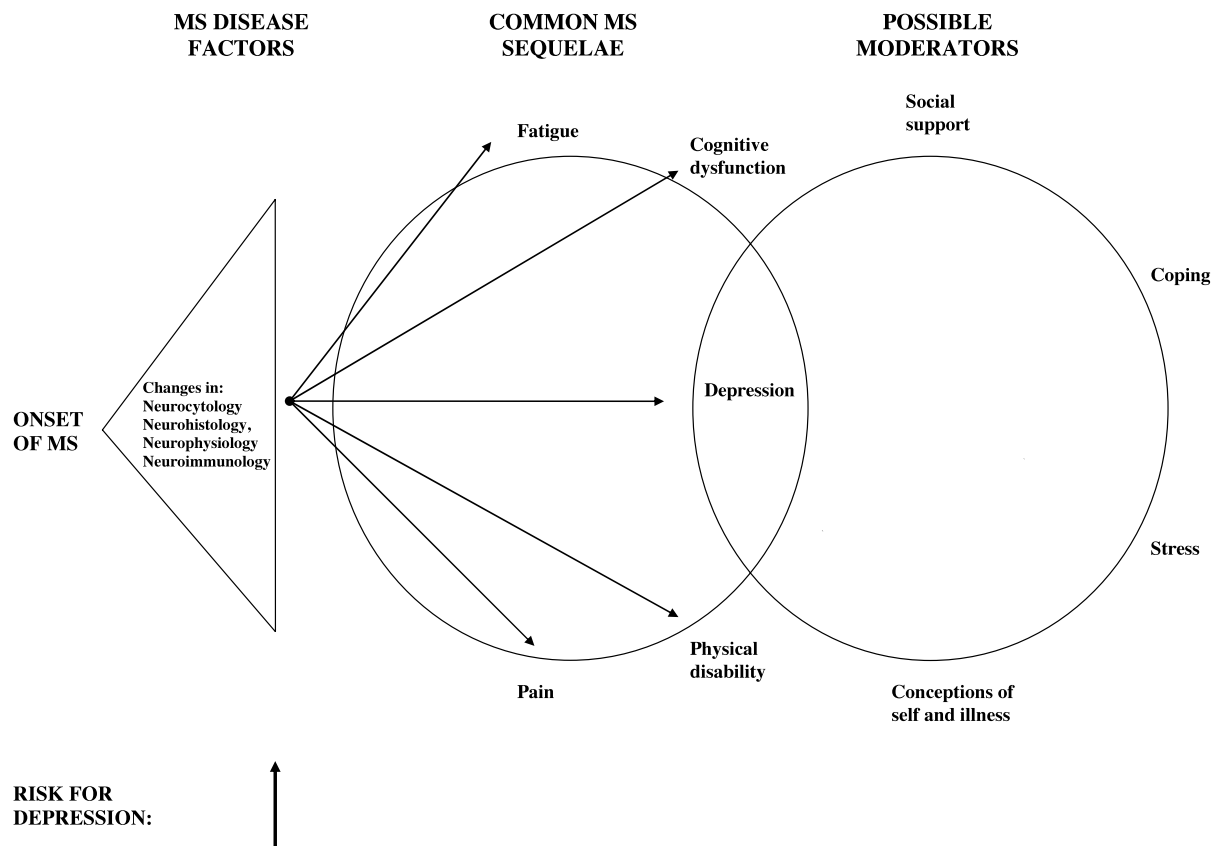 MS DISEASE
FACTORS
COMMON MS
SEQUELAE
POSSIBLE
MODERATORS
Social
support
Fatigue
Cognitive
dysfunction
Coping
Changes in:
Neurocytology
Neurohistology,
Neurophysiology
Neuroimmunology
Depression
ONSET
OF MS
Stress
Physical
disability
Pain
Conceptions of
self and illness
RISK FOR
DEPRESSION: